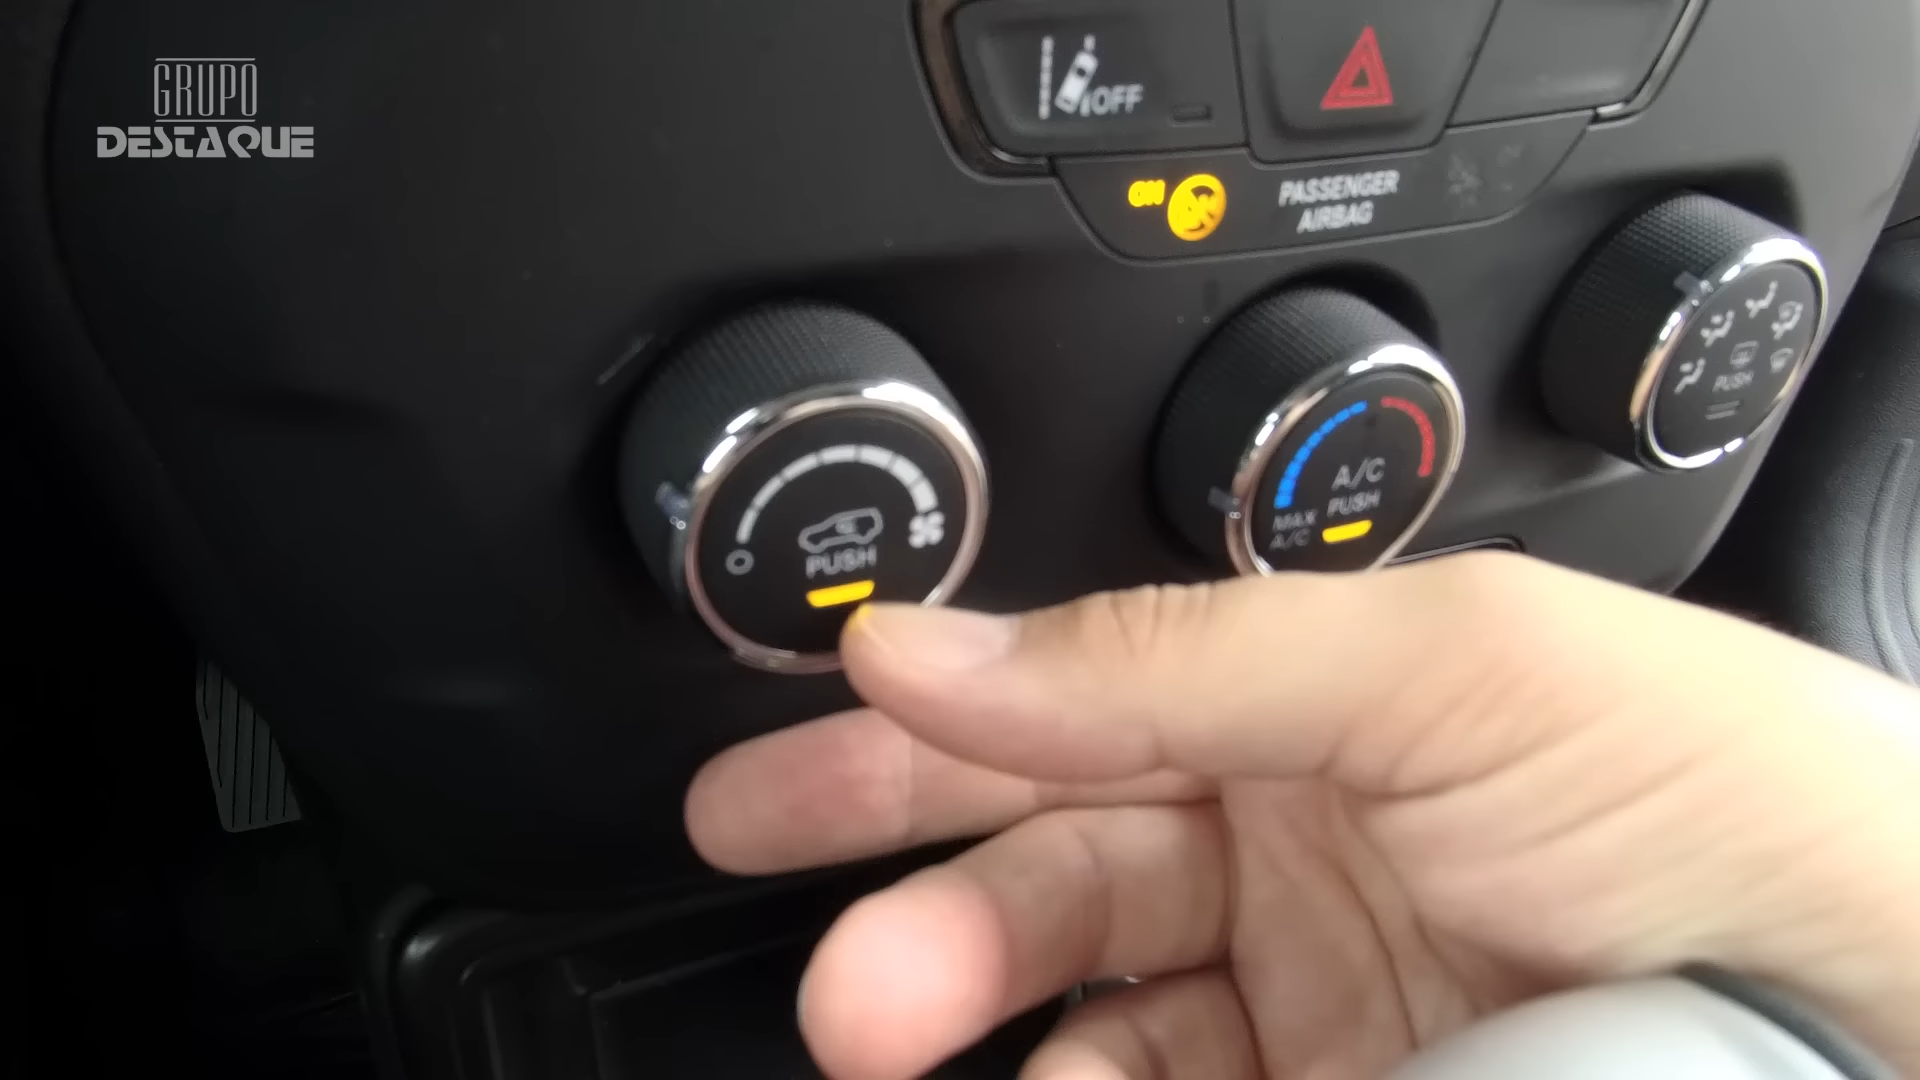 GRUPO
DESTAQUE
OFF
ON
PASSENGER
AIRBAG
PUSH
A/C
PUSH
MAX
A/C
PUSH